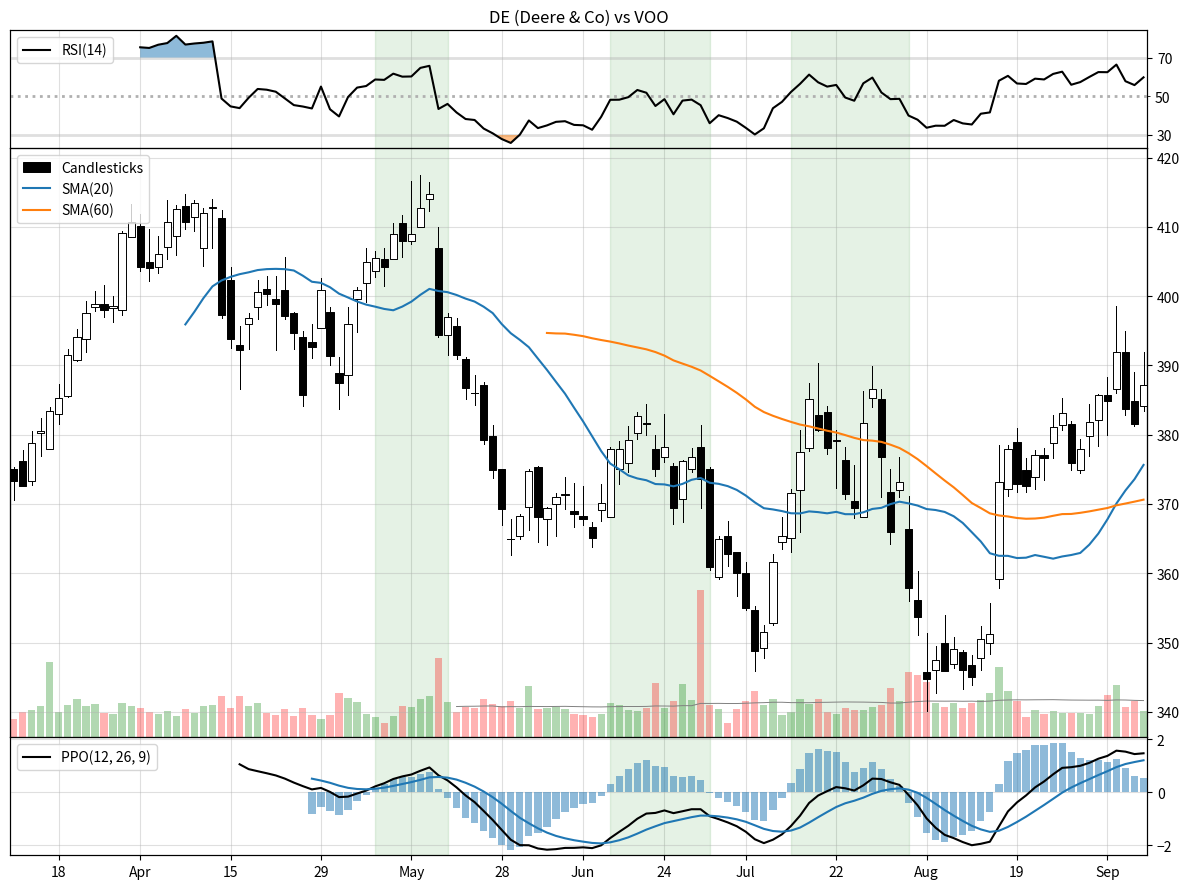 DE (Deere & Co) vs VOO
RSI(14)
70
50
30
Candlesticks
SMA(20)
SMA(60)
420
410
400
390
380
370
360
350
340
PPO(12, 26, 9)
2
0
−2
18 Apr 15 29 May 28 Jun 24 Jul 22 Aug 19 Sep